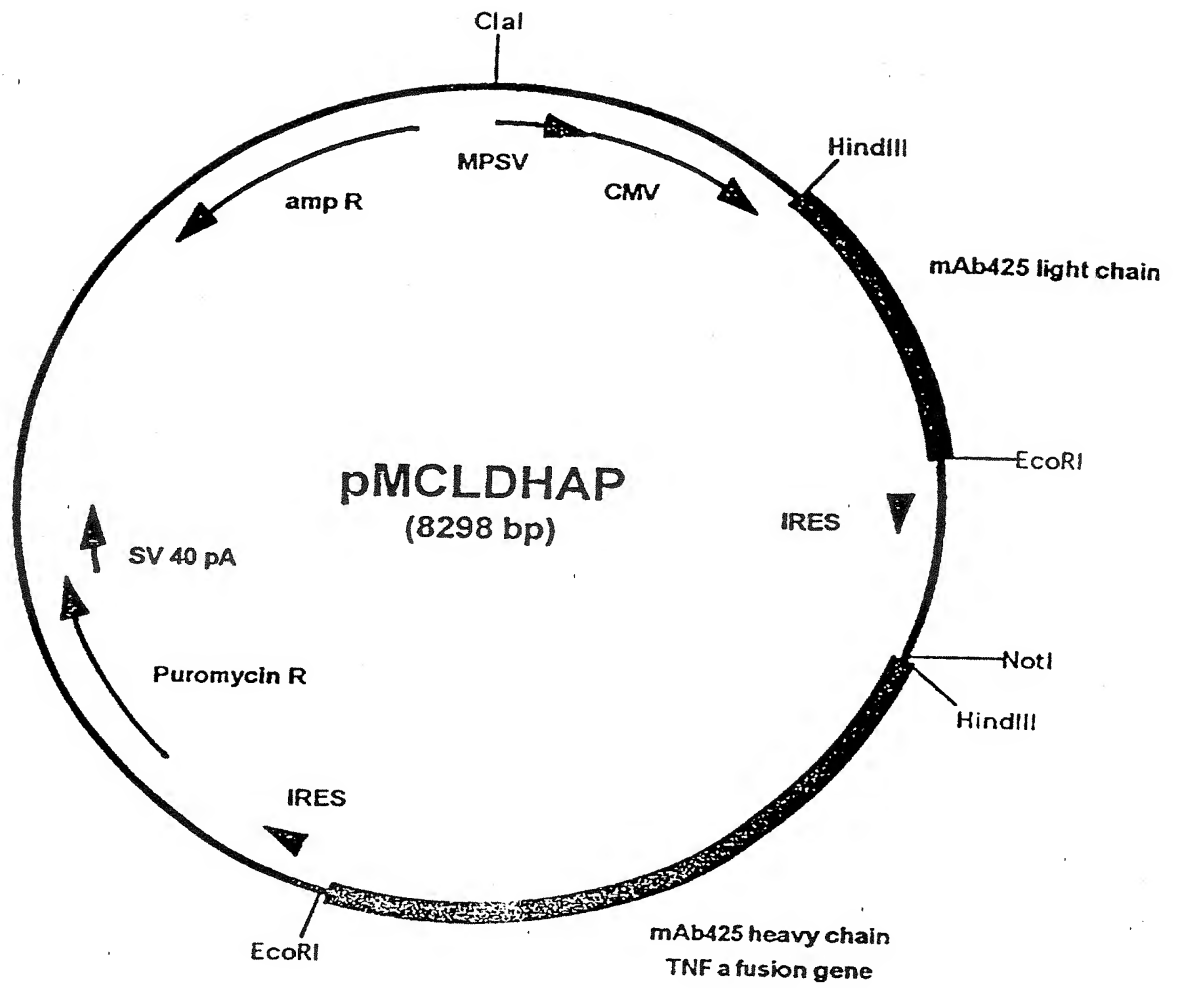 ClaI
HindIII
MPSV
CMV
amp R
mAb425 light chain
EcoRI
pMCLDHAP
(8298 bp)
IRES
SV 40 pA
NotI
Puromycin R
HindIII
IRES
EcoRI
mAb425 heavy chain
TNF a fusion gene